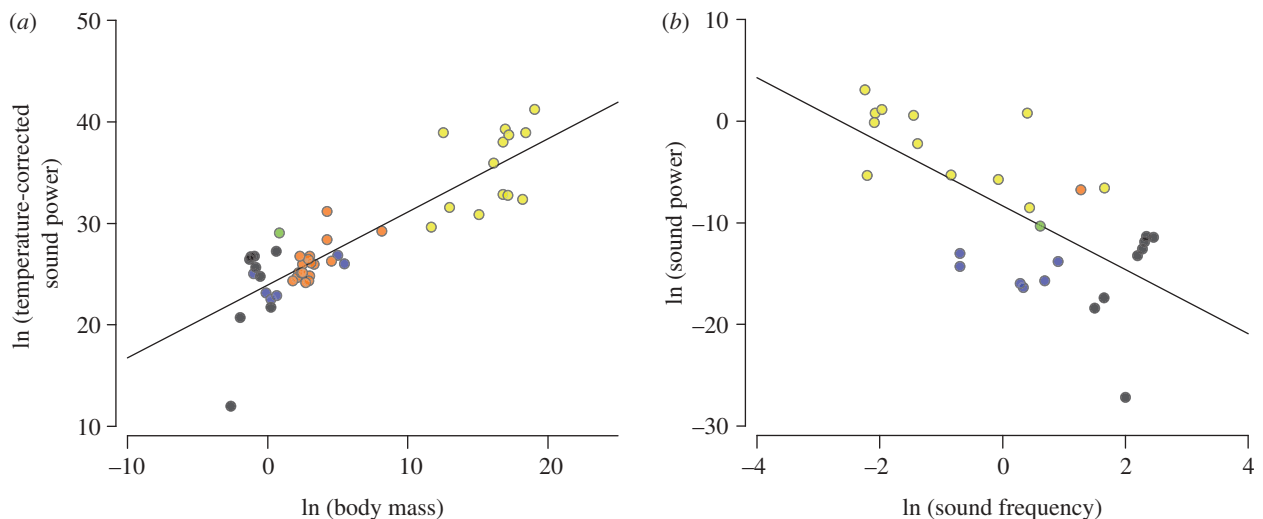 (a)
50
40
30
20
10
ln (temperature-corrected
sound power)
–10
0
10
20
ln (body mass)
(b)
10
0
–10
–20
–30
ln (sound power)
–4
–2
0
2
4
ln (sound frequency)